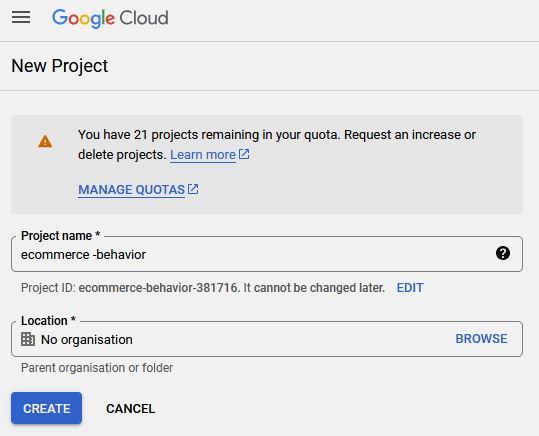 Google Cloud
New Project
You have 21 projects remaining in your quota. Request an increase or
delete projects. Learn more
MANAGE QUOTAS
Project name *
ecommerce -behavior
Project ID: ecommerce-behavior-381716. It cannot be changed later. EDIT
Location *
No organisation BROWSE
Parent organisation or folder
CREATE CANCEL